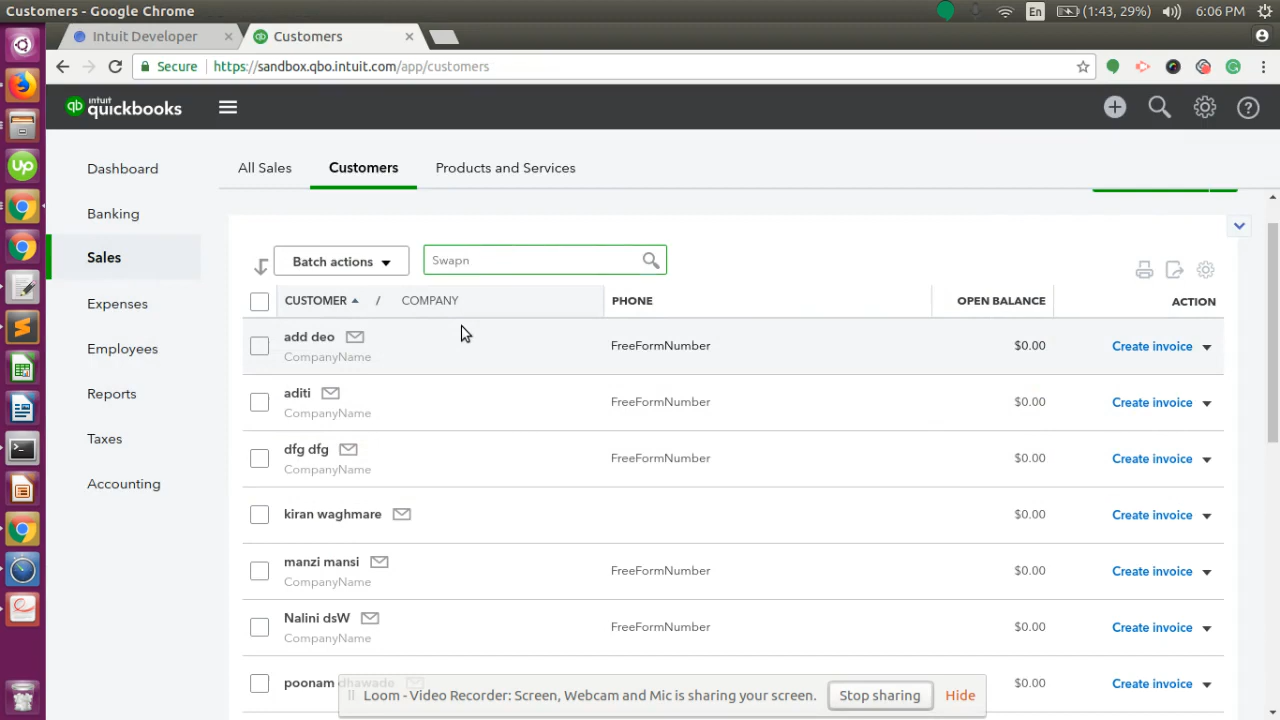 Customers - Google Chrome
En
(1:43, 29%)
6:06 PM
Intuit Developer
Customers
Secure
https://sandbox.qbo.intuit.com/app/customers
intuit
quickbooks
Dashboard
Banking
Sales
Expenses
Employees
Reports
Taxes
Accounting
All Sales
Customers
Products and Services
Batch actions
Swapn
CUSTOMER / COMPANY
PHONE
OPEN BALANCE
ACTION
add deo
CompanyName
FreeFormNumber
$0.00
Create invoice
aditi
CompanyName
FreeFormNumber
$0.00
Create invoice
dfg dfg
CompanyName
FreeFormNumber
$0.00
Create invoice
kiran waghmare
$0.00
Create invoice
manzi mansi
CompanyName
FreeFormNumber
$0.00
Create invoice
Nalini dsW
CompanyName
FreeFormNumber
$0.00
Create invoice
poonam dhawade
$0.00
Create invoice
Loom - Video Recorder: Screen, Webcam and Mic is sharing your screen.
Stop sharing
Hide